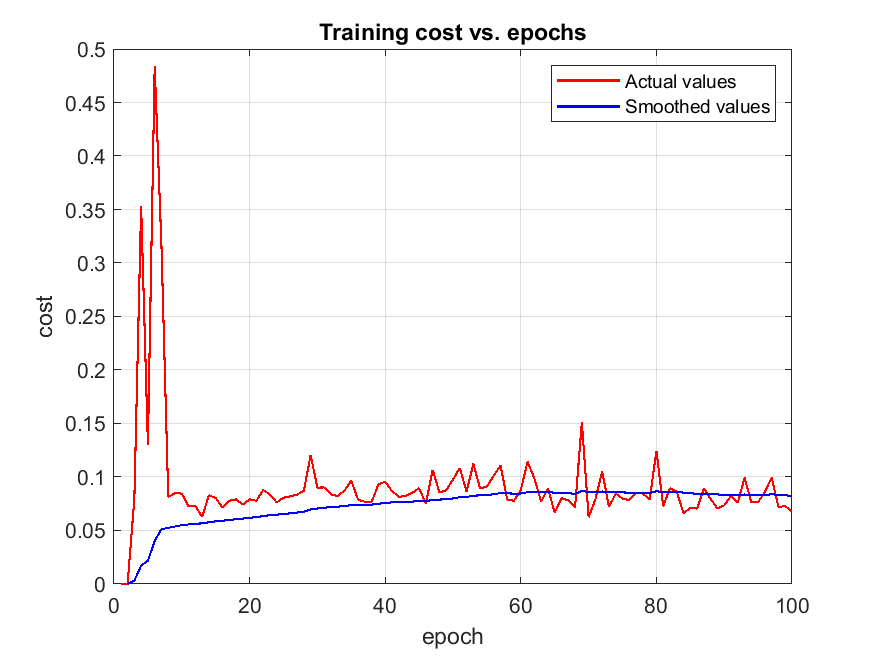 Training cost vs. epochs
0.5
0.45
0.4
0.35
0.3
0.25
0.2
0.15
0.1
0.05
0
cost
Actual values
Smoothed values
0 20 40 60 80 100
epoch